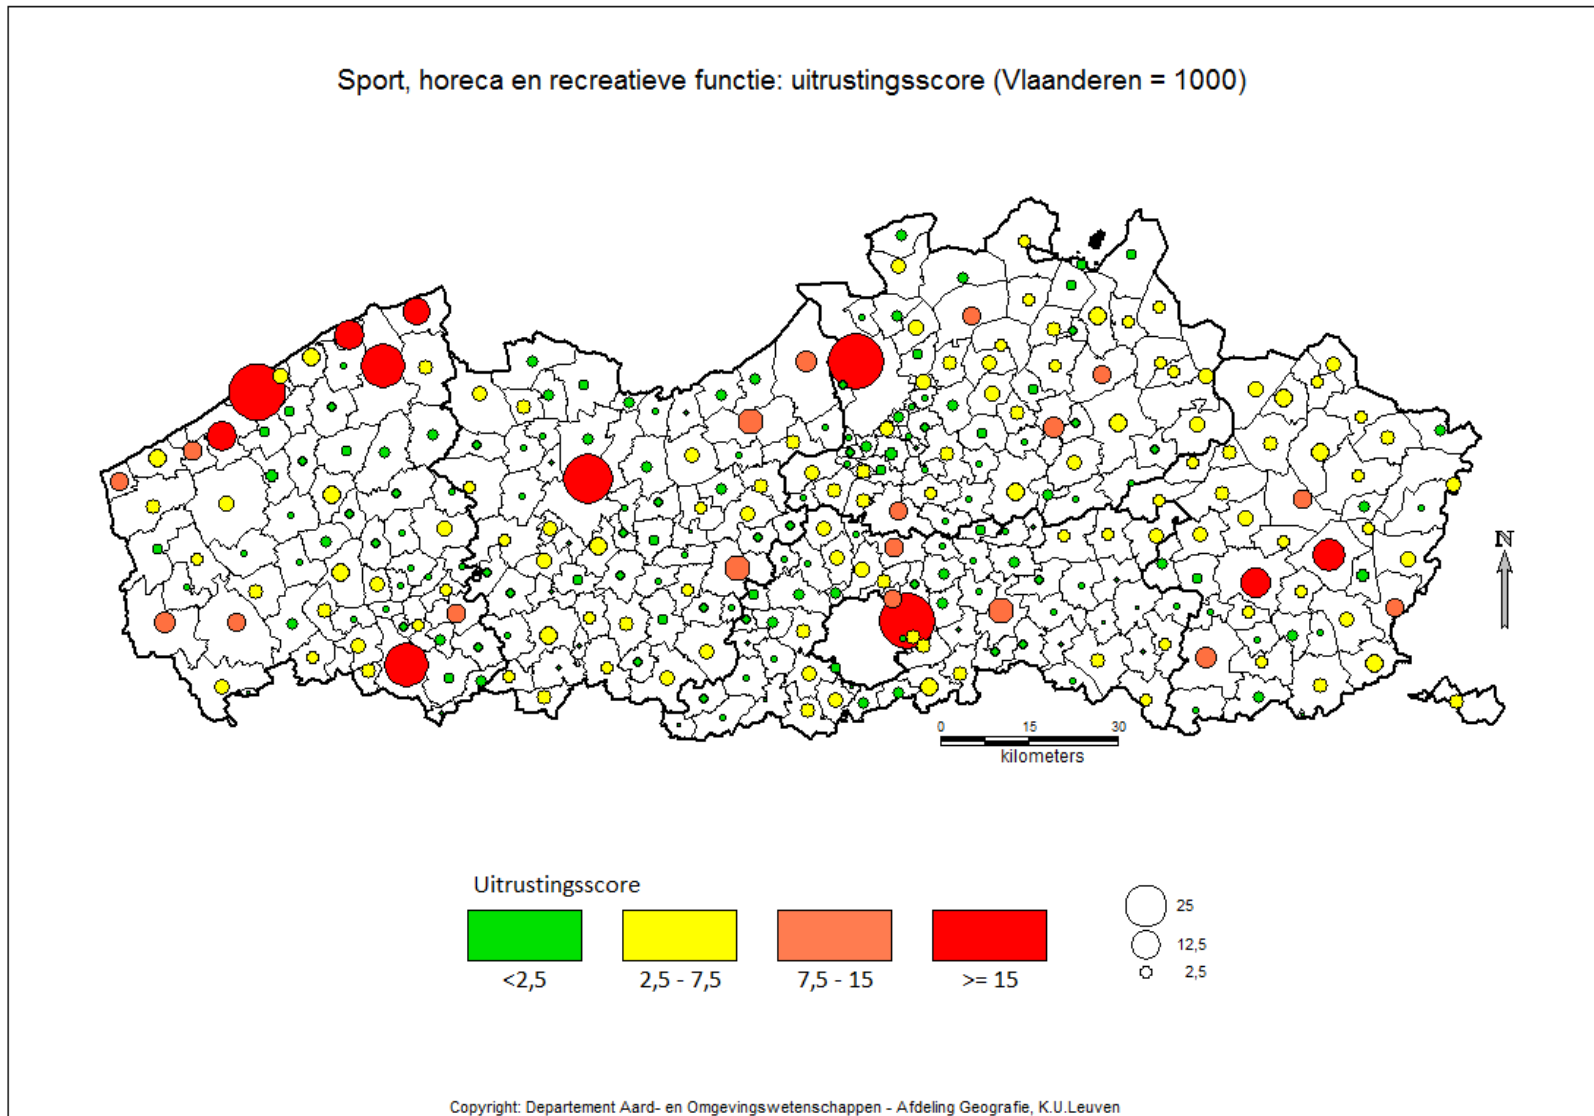 Sport, horeca en recreatieve functie: uitrustingsscore (Vlaanderen = 1000)
N
0 15 30
kilometers
Uitrustingsscore
<2,5 2,5 - 7,5 7,5 - 15 >= 15
25
12,5
2,5
Copyright: Departement Aard- en Omgevingswetenschappen - Afdeling Geografie, K.U.Leuven